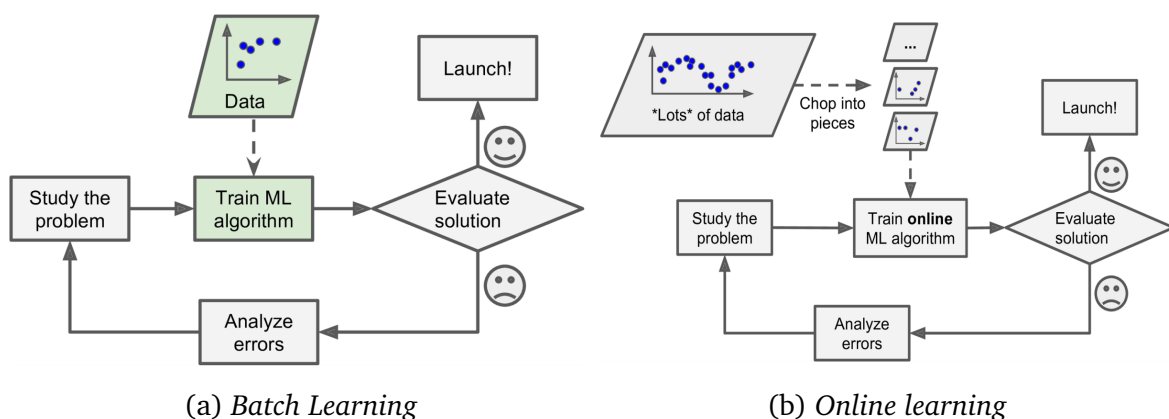 Data
Launch!
Study the
problem
Train ML
algorithm
Evaluate
solution
Analyze
errors
(a) Batch Learning
*Lots* of data
Chop into
pieces
...
Launch!
Study the
problem
Train online
ML algorithm
Evaluate
solution
Analyze
errors
(b) Online learning